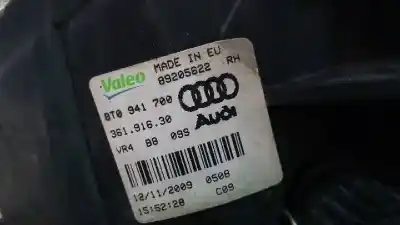 Valeo MADE IN EU
89205622 RH
8T0 941 700
361.916.30 Audi
VR4 B8 09S
12/11/2009 0508
15:52:28 C09